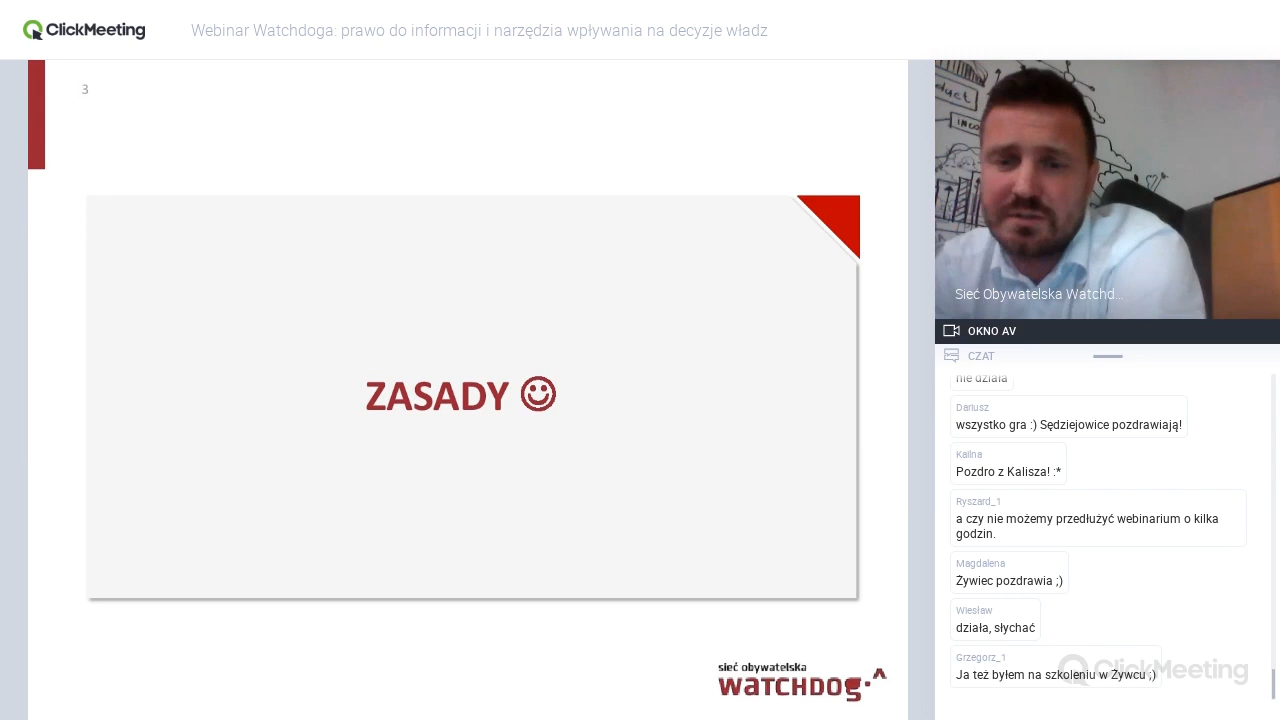 ClickMeeting
Webinar Watchdoga: prawo do informacji i narzędzia wpływania na decyzje władz
3
ZASADY ☺
sieć obywatelska
WATCHDOG
duct
Sieć Obywatelska Watchd...
OKNO AV
CZAT
nie działa
Dariusz
wszystko gra :) Sędziejowice pozdrawiają!
Kalina
Pozdro z Kalisza! :*
Ryszard_1
a czy nie możemy przedłużyć webinarium o kilka
godzin.
Magdalena
Żywiec pozdrawia ;)
Wiesław
działa, słychać
Grzegorz_1
Ja też byłem na szkoleniu w Żywcu ;)
ClickMeeting